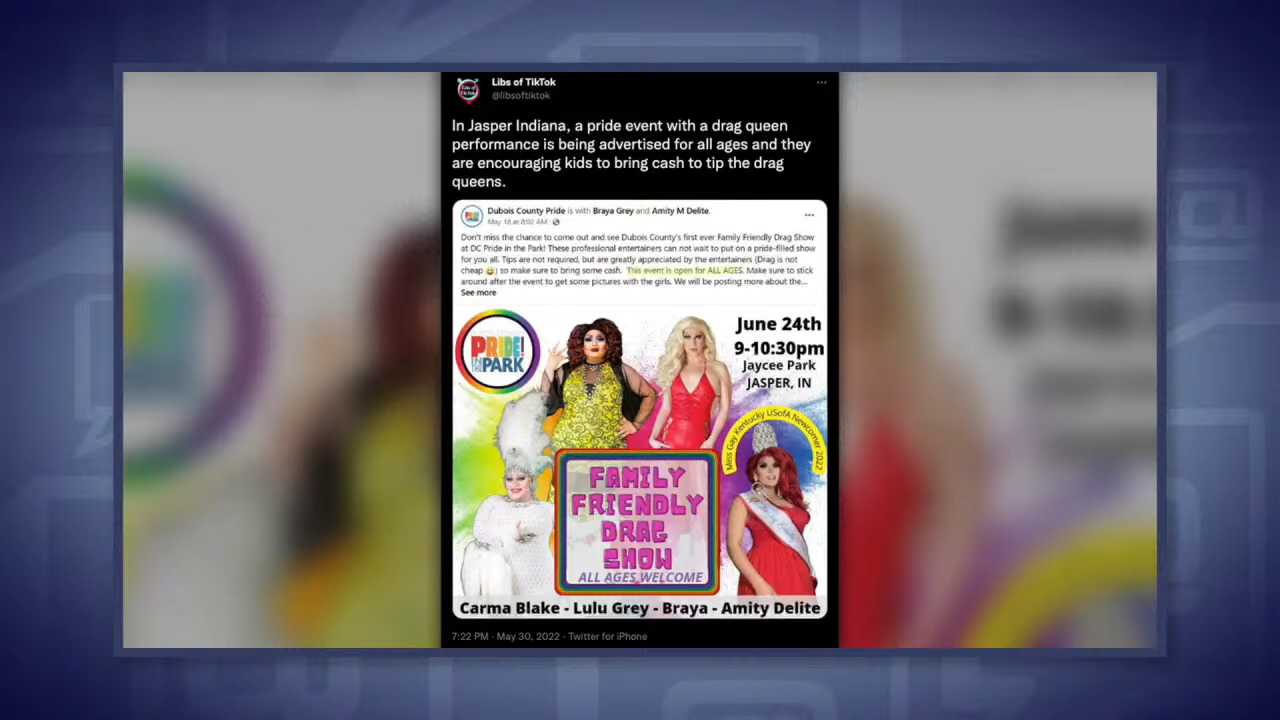 Libs of TikTok
@libsoftiktok
In Jasper Indiana, a pride event with a drag queen
performance is being advertised for all ages and they
are encouraging kids to bring cash to tip the drag
queens.
Dubois County Pride is with Braya Grey and Amity M Delite.
May 18 at 8:02 AM
Don't miss the chance to come out and see Dubois County's first ever Family Friendly Drag Show
at DC Pride in the Park! These professional entertainers can not wait to put on a pride-filled show
for you all. Tips are not required, but are greatly appreciated by the entertainers (Drag is not
cheap 😅) so make sure to bring some cash. This event is open for ALL AGES. Make sure to stick
around after the event to get some pictures with the girls. We will be posting more about the...
See more
PRIDE!
IN THE PARK
June 24th
9-10:30pm
Jaycee Park
JASPER, IN
Miss Gay Kentucky USofA Newcomer 2022
FAMILY
FRIENDLY
DRAG
SHOW
ALL AGES WELCOME
Carma Blake - Lulu Grey - Braya - Amity Delite
7:22 PM · May 30, 2022 · Twitter for iPhone